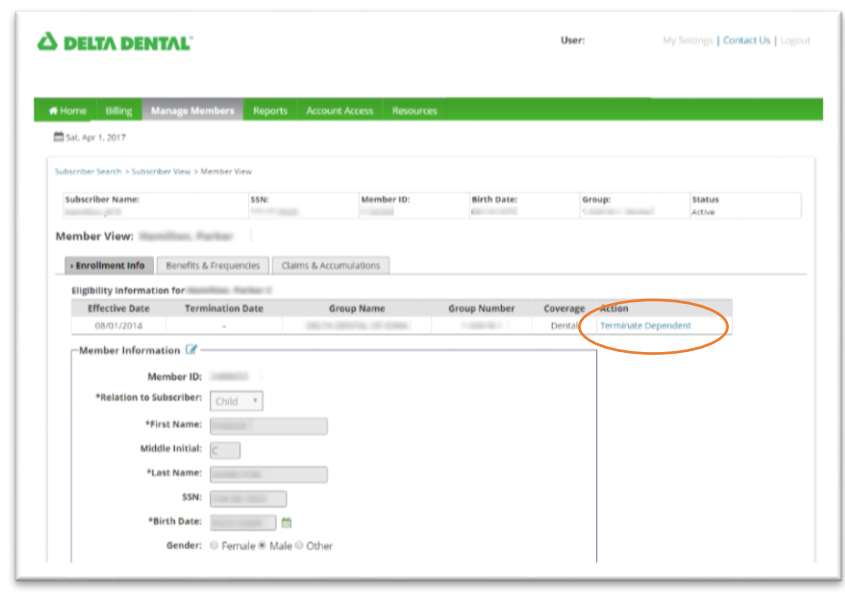 DELTA DENTAL
User:
My Settings | Contact Us | Logout
Home Billing Manage Members Reports Account Access Resources
Sat, Apr 1, 2017
Subscriber Search > Subscriber View > Member View
Subscriber Name: SSN: Member ID: Birth Date: Group: Status
Active
Member View: Hamilton, Parker
› Enrollment Info Benefits & Frequencies Claims & Accumulations
Eligibility Information for Hamilton, Parker C
Effective Date Termination Date Group Name Group Number Coverage Action
08/01/2014 - Dental Terminate Dependent
Member Information
Member ID:
*Relation to Subscriber: Child
*First Name:
Middle Initial: C
*Last Name:
SSN:
*Birth Date:
Gender: Female Male Other